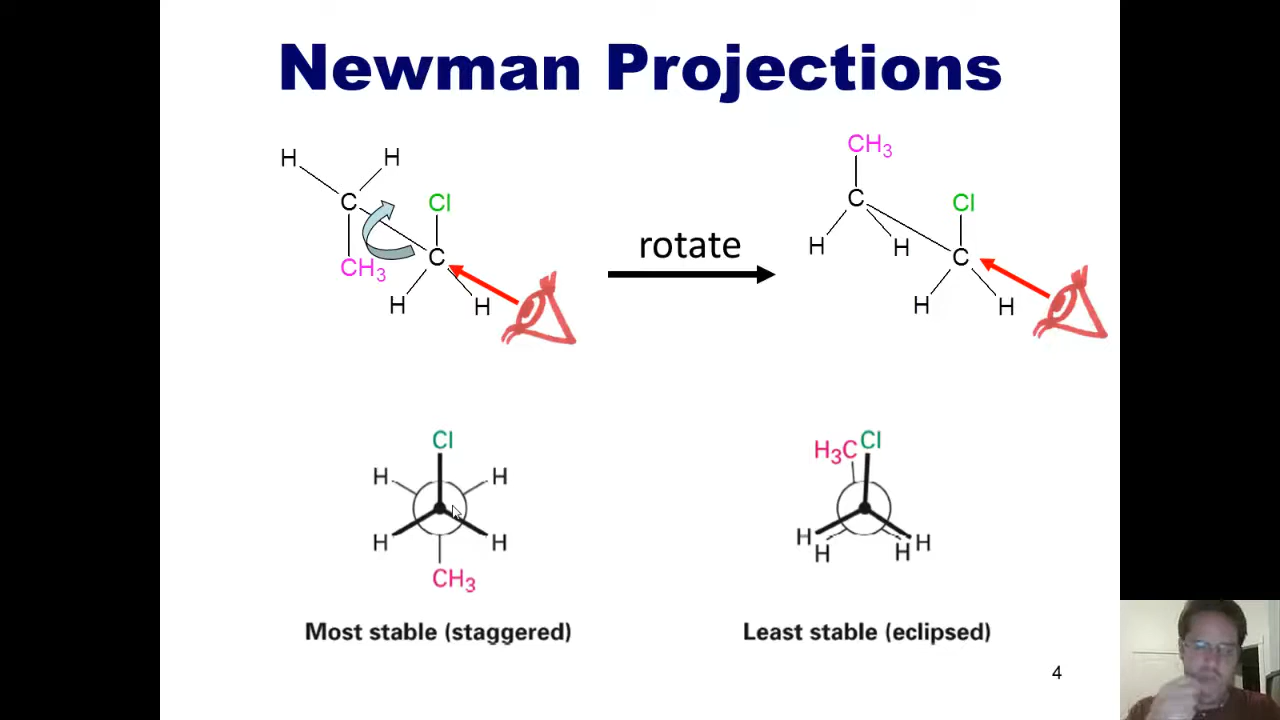 Newman Projections
H H
C Cl
CH3 C
H H
rotate
CH3
C Cl
H H C
H H
Cl
H H
H H
CH3
Most stable (staggered)
H3C Cl
H H
H H
Least stable (eclipsed)
4